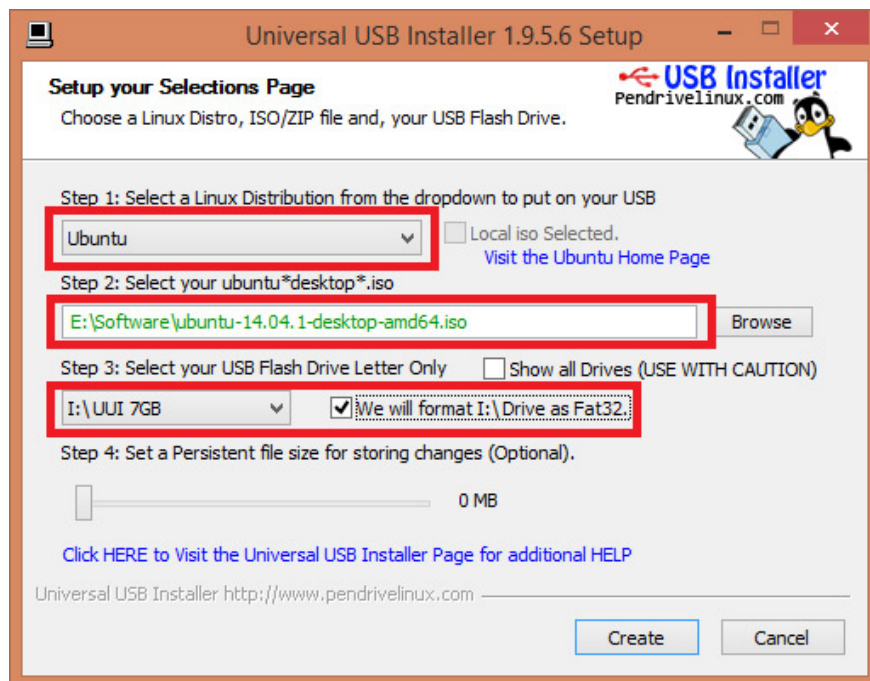 Universal USB Installer 1.9.5.6 Setup
Setup your Selections Page
Choose a Linux Distro, ISO/ZIP file and, your USB Flash Drive.
USB Installer
Pendrivelinux.com
Step 1: Select a Linux Distribution from the dropdown to put on your USB
Ubuntu
Local iso Selected.
Visit the Ubuntu Home Page
Step 2: Select your ubuntu*desktop*.iso
E:\Software\ubuntu-14.04.1-desktop-amd64.iso
Browse
Step 3: Select your USB Flash Drive Letter Only
Show all Drives (USE WITH CAUTION)
I:\UUI 7GB
We will format I:\Drive as Fat32.
Step 4: Set a Persistent file size for storing changes (Optional).
0 MB
Click HERE to Visit the Universal USB Installer Page for additional HELP
Universal USB Installer http://www.pendrivelinux.com
Create
Cancel